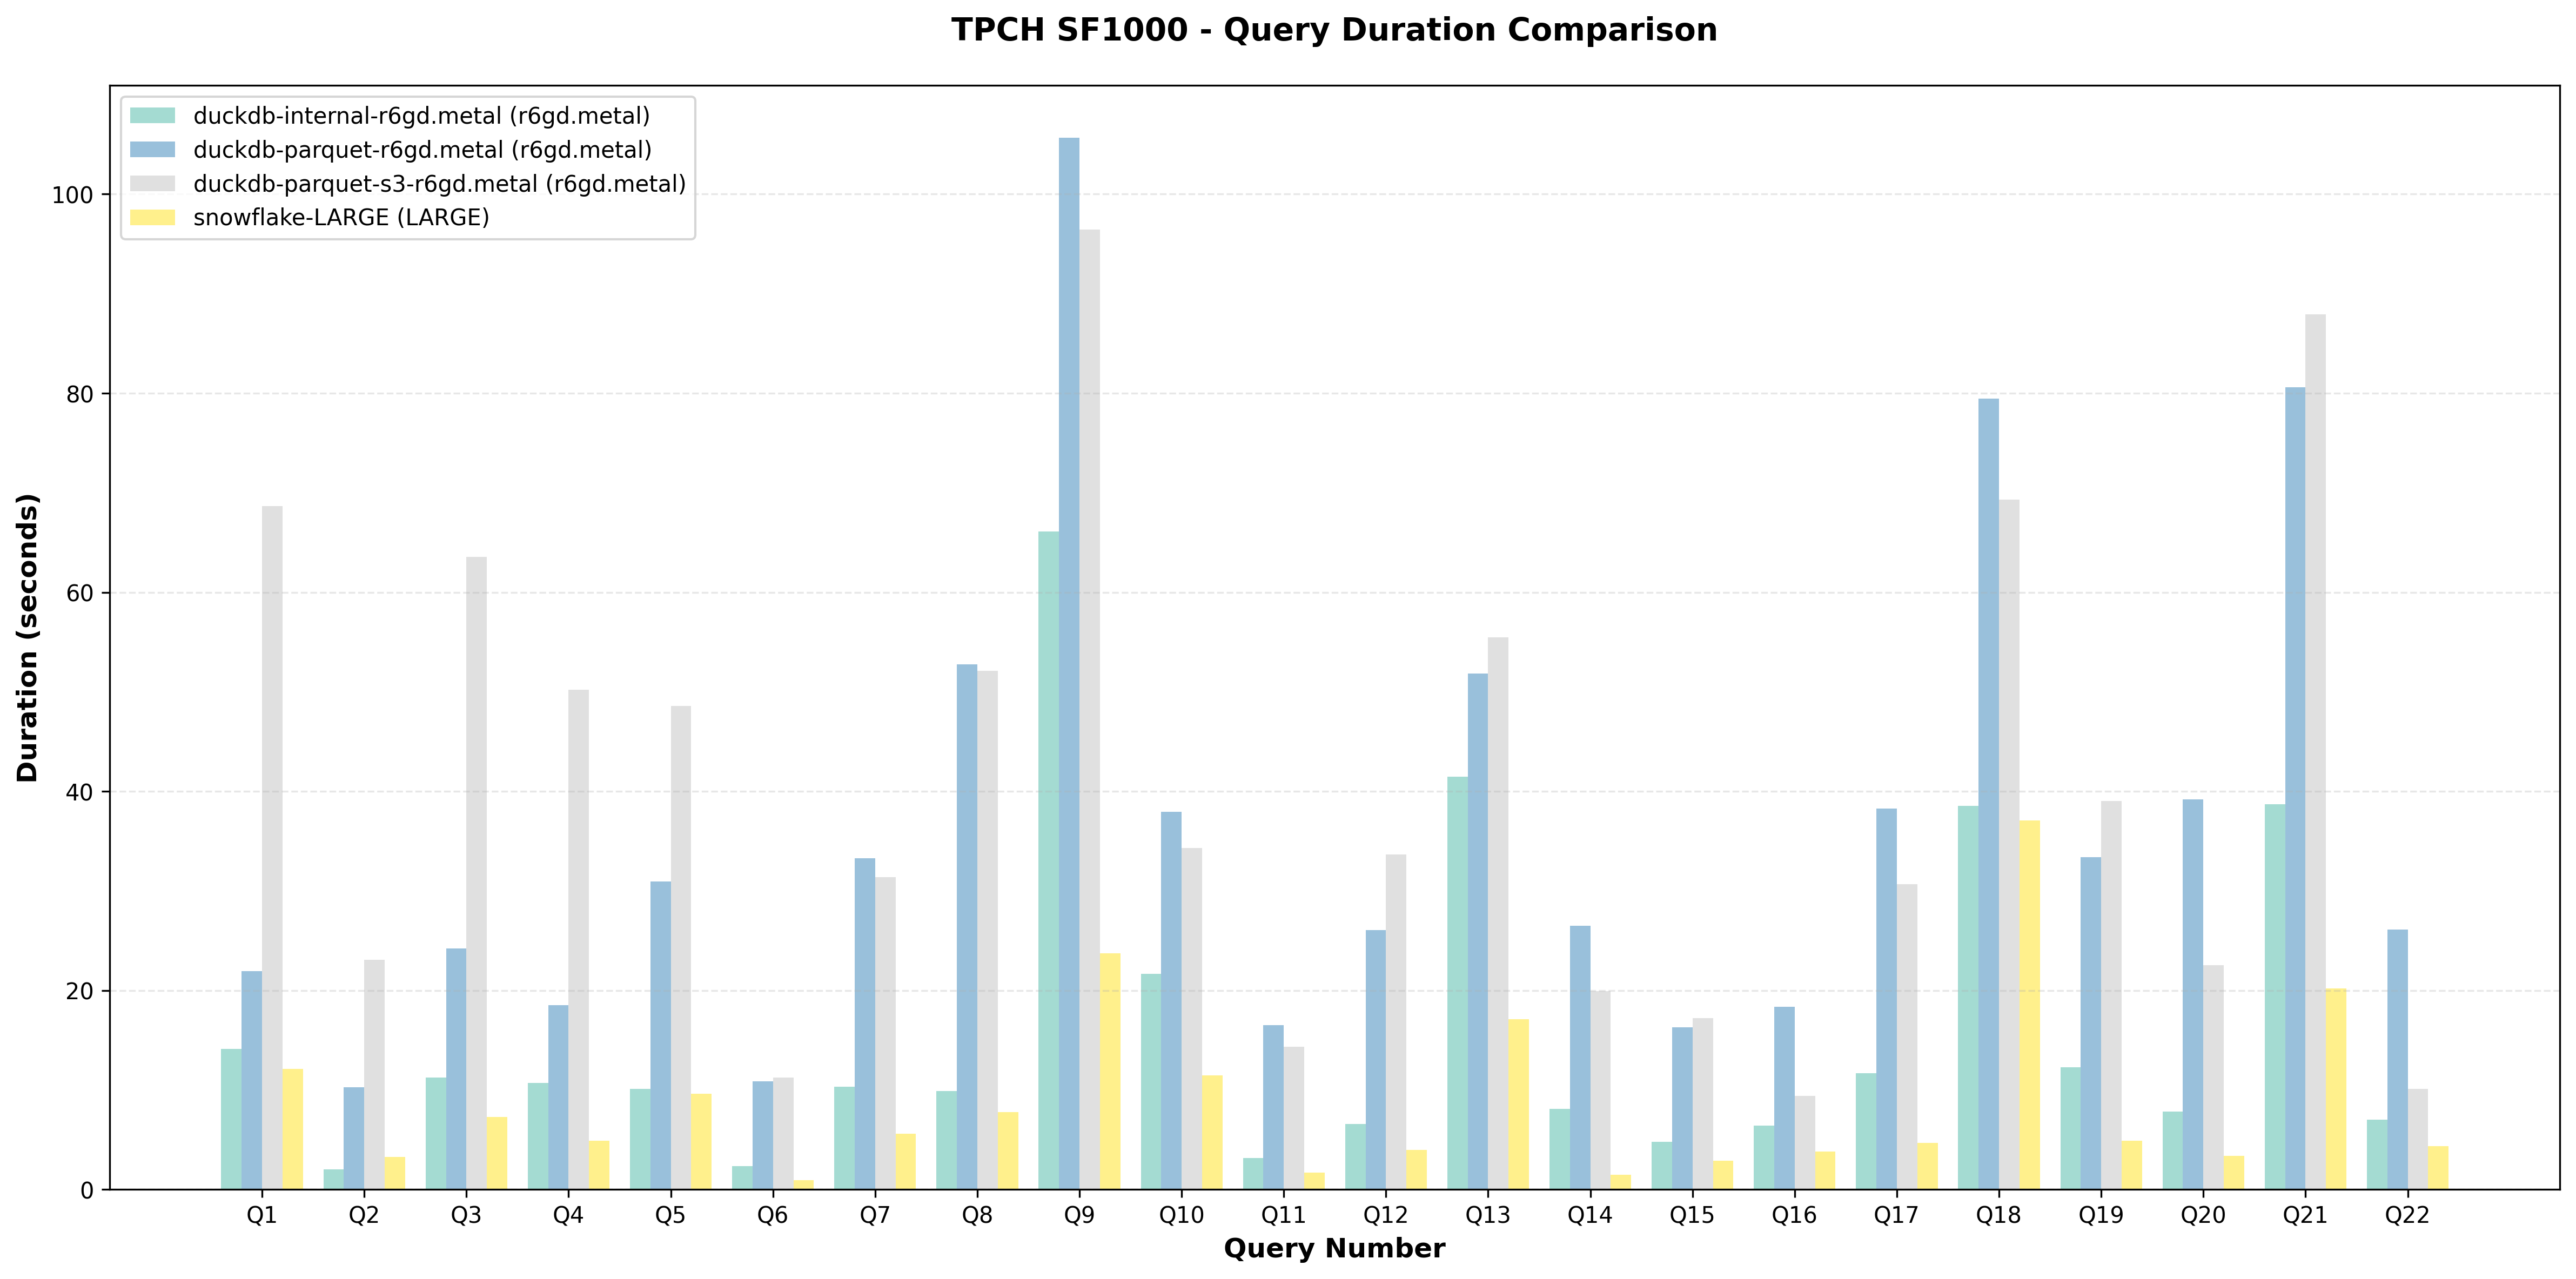 TPCH SF1000 - Query Duration Comparison
duckdb-internal-r6gd.metal (r6gd.metal)
duckdb-parquet-r6gd.metal (r6gd.metal)
duckdb-parquet-s3-r6gd.metal (r6gd.metal)
snowflake-LARGE (LARGE)
Duration (seconds)
100
80
60
40
20
0
Q1 Q2 Q3 Q4 Q5 Q6 Q7 Q8 Q9 Q10 Q11 Q12 Q13 Q14 Q15 Q16 Q17 Q18 Q19 Q20 Q21 Q22
Query Number